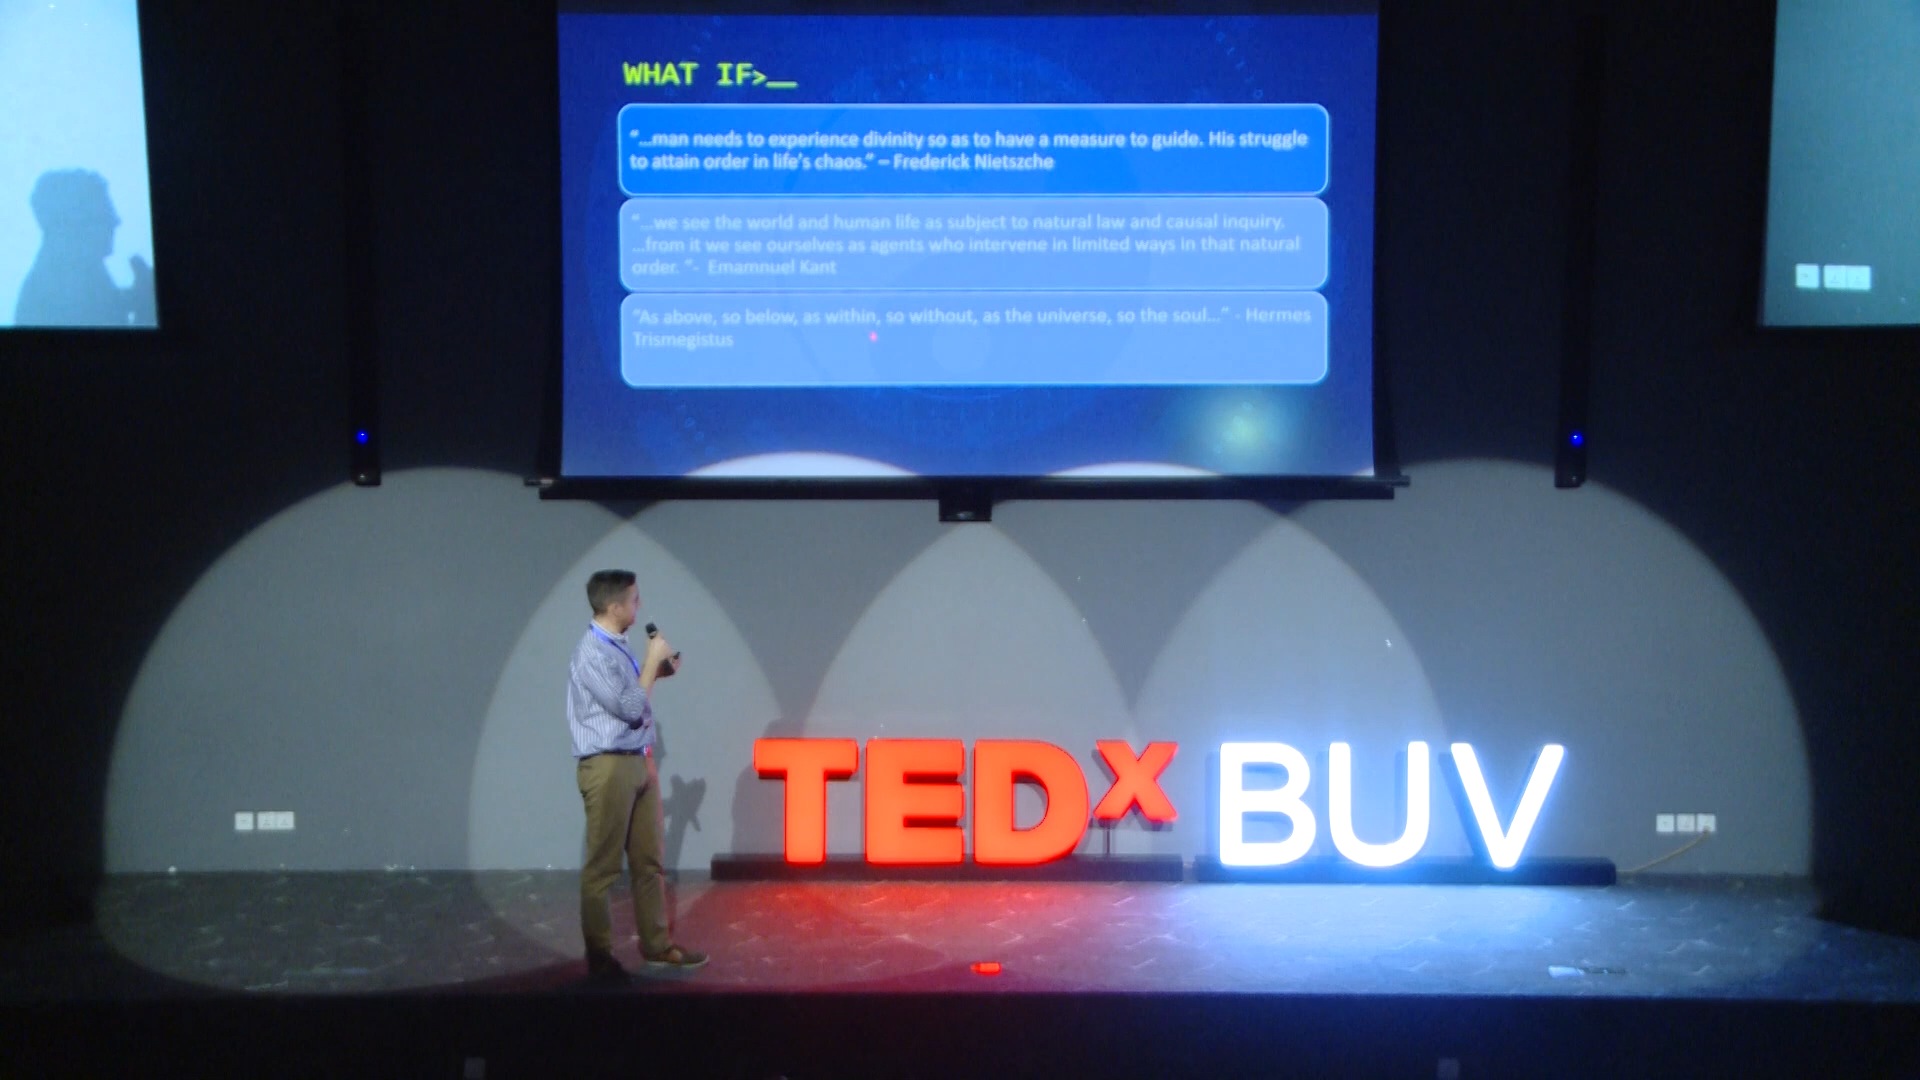 WHAT IF>__
“...man needs to experience divinity so as to have a measure to guide. His struggle
to attain order in life’s chaos.” – Frederick Nietszche
“...we see the world and human life as subject to natural law and causal inquiry.
...from it we see ourselves as agents who intervene in limited ways in that natural
order. “- Emamnuel Kant
“As above, so below, as within, so without, as the universe, so the soul...” - Hermes
Trismegistus
TEDx BUV